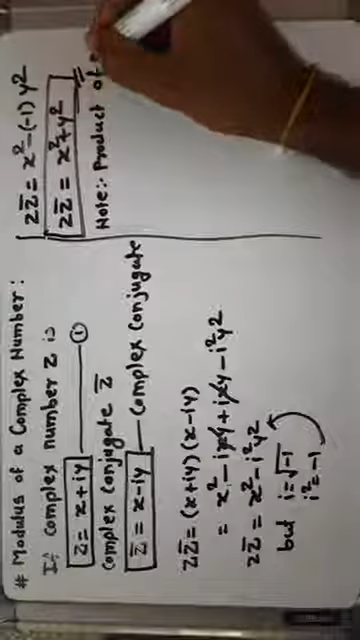 # Modulus of a Complex Number:
If complex number z is
z = x+iy ——— ①
Complex Conjugate z̅
z̅ = x-iy — Complex Conjugate
zz̅ = (x+iy)(x-iy)
= x² - ixy + ixy - i²y²
zz̅ = x² - i²y²
but i = √-1
i² = -1
zz̅ = x² - (-1) y²
zz̅ = x²+y²
Note:- Product of